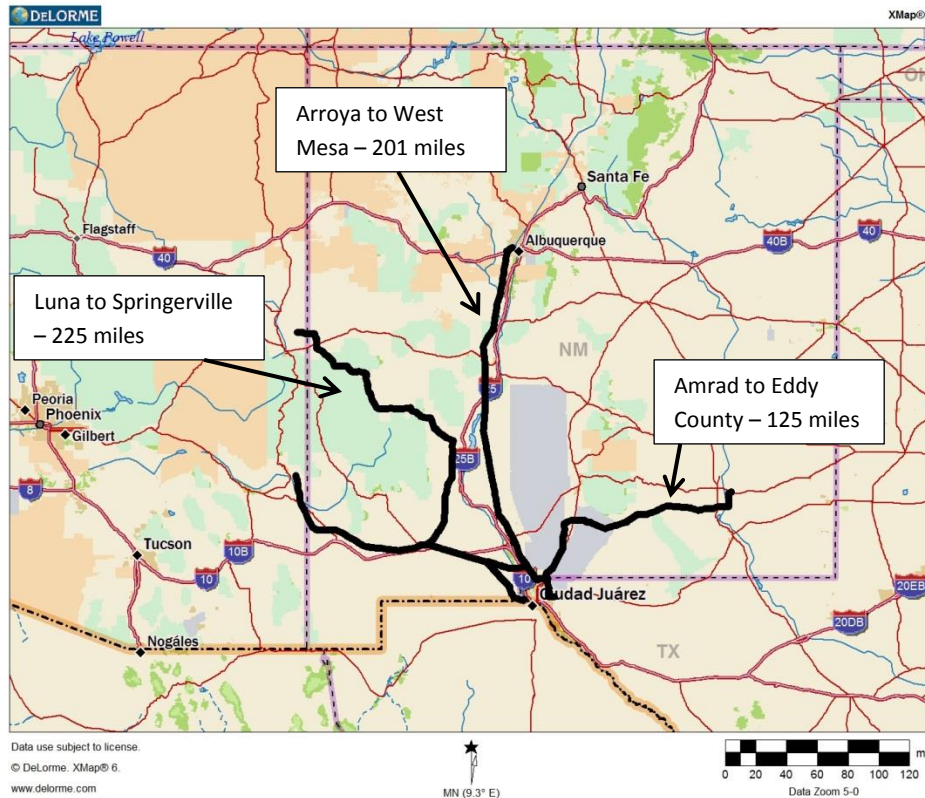 DELORME
XMap®
Lake Powell
OK
Arroya to West
Mesa – 201 miles
Santa Fe
Flagstaff
40
Albuquerque
40B
40
Luna to Springerville
– 225 miles
NM
Amrad to Eddy
County – 125 miles
Peoria
Phoenix
Gilbert
25B
8
Tucson
10B
10
10
Ciudad Juárez
20EB
20DB
Nogáles
TX
Data use subject to license.
© DeLorme. XMap® 6.
www.delorme.com
MN (9.3° E)
0 20 40 60 80 100 120
Data Zoom 5-0